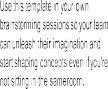 Use this template in your own
brainstorming sessions so your team
can unleash their imagination and
start shaping concepts even if you're
not sitting in the same room.